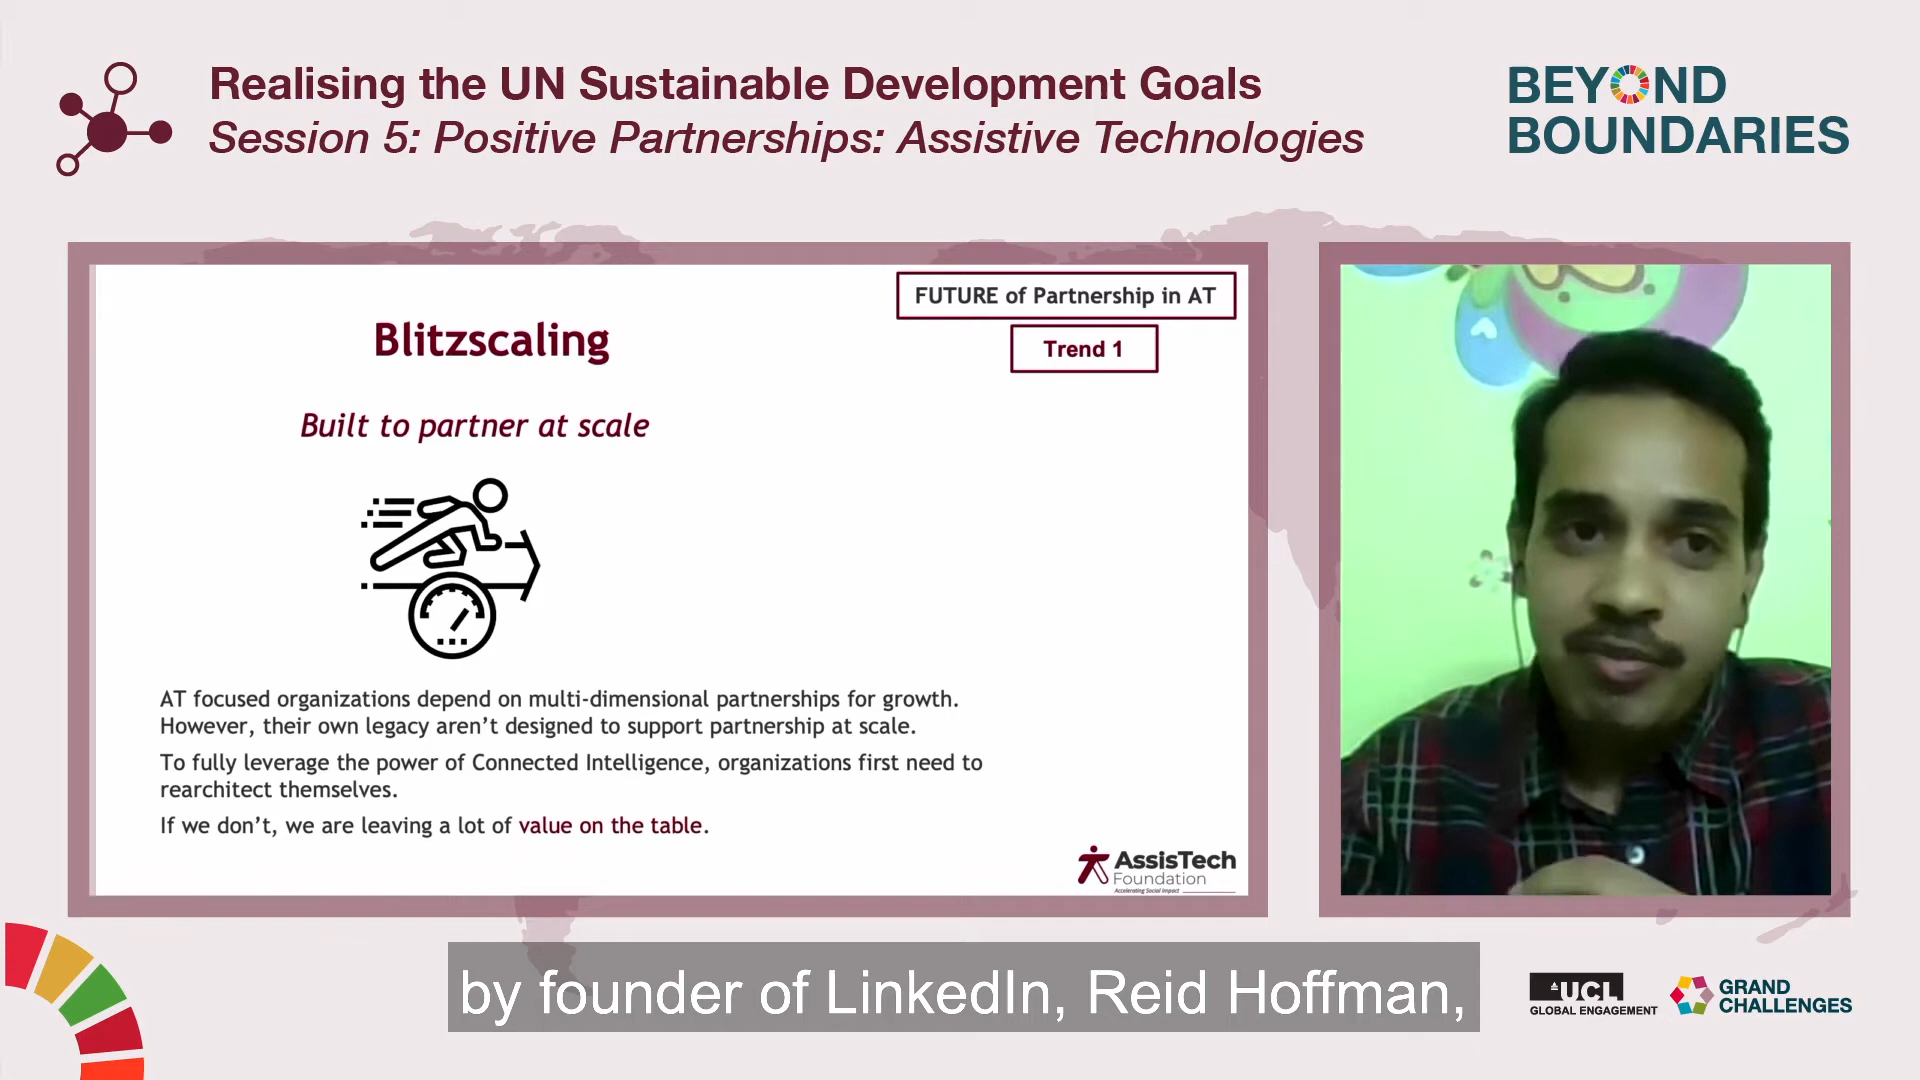 Realising the UN Sustainable Development Goals
Session 5: Positive Partnerships: Assistive Technologies
BEYOND
BOUNDARIES
FUTURE of Partnership in AT
Trend 1
Blitzscaling
Built to partner at scale
AT focused organizations depend on multi-dimensional partnerships for growth.
However, their own legacy aren't designed to support partnership at scale.
To fully leverage the power of Connected Intelligence, organizations first need to
rearchitect themselves.
If we don't, we are leaving a lot of value on the table.
AssisTech
Foundation
Accelerating Social Impact
by founder of LinkedIn, Reid Hoffman,
UCL
GLOBAL ENGAGEMENT
GRAND
CHALLENGES